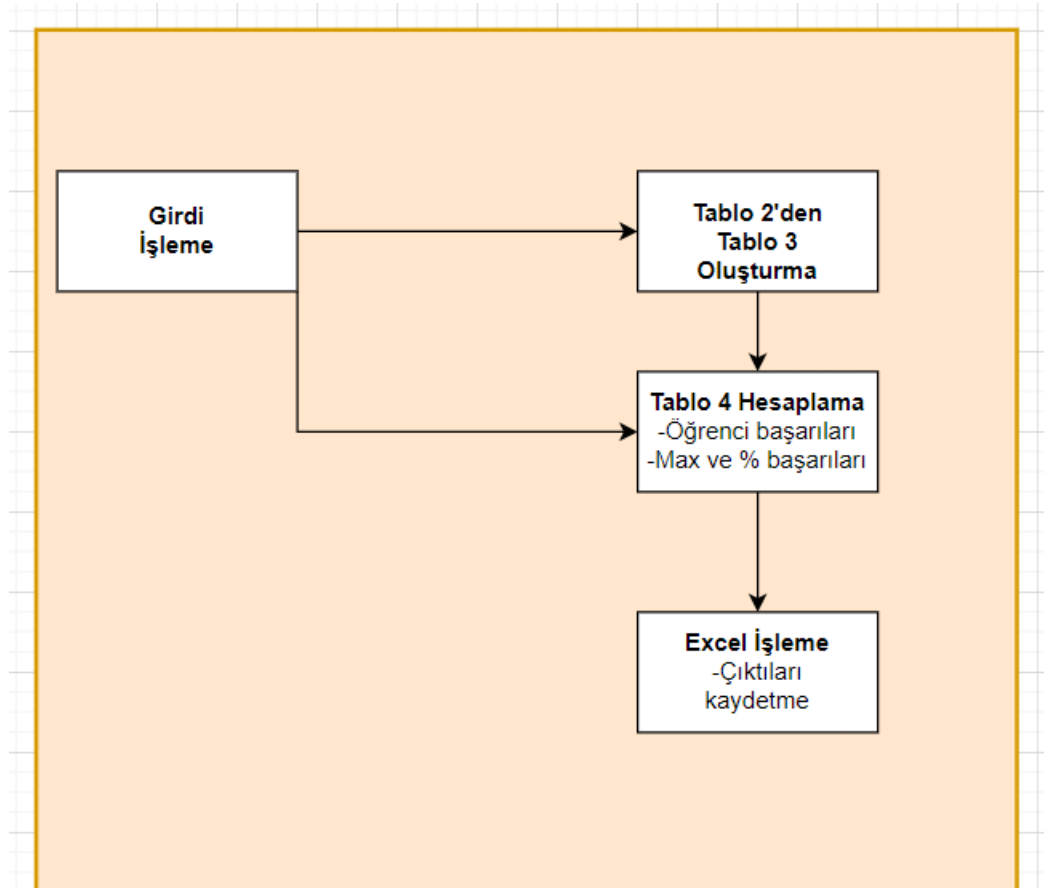 Girdi
İşleme
Tablo 2'den
Tablo 3
Oluşturma
Tablo 4 Hesaplama
-Öğrenci başarıları
-Max ve % başarıları
Excel İşleme
-Çıktıları
kaydetme